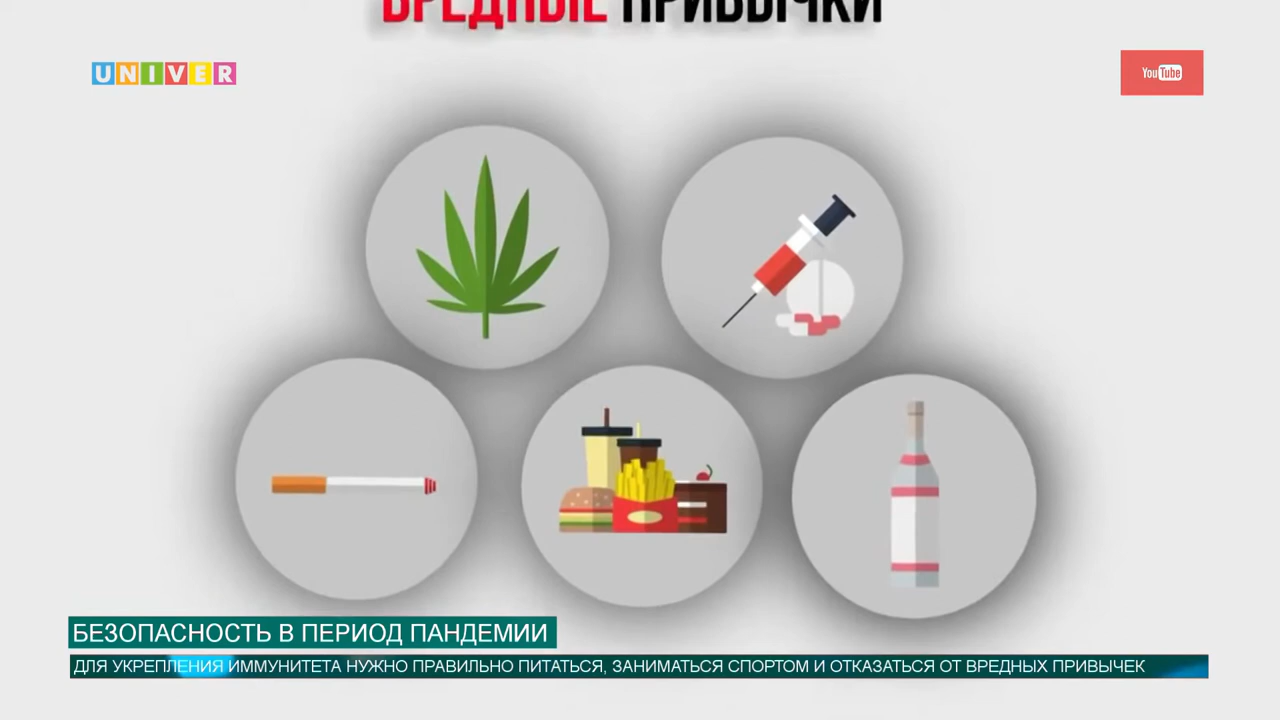 ВРЕДНЫЕ ПРИВЫЧКИ
UNIVER
YouTube
БЕЗОПАСНОСТЬ В ПЕРИОД ПАНДЕМИИ
ДЛЯ УКРЕПЛЕНИЯ ИММУНИТЕТА НУЖНО ПРАВИЛЬНО ПИТАТЬСЯ, ЗАНИМАТЬСЯ СПОРТОМ И ОТКАЗАТЬСЯ ОТ ВРЕДНЫХ ПРИВЫЧЕК